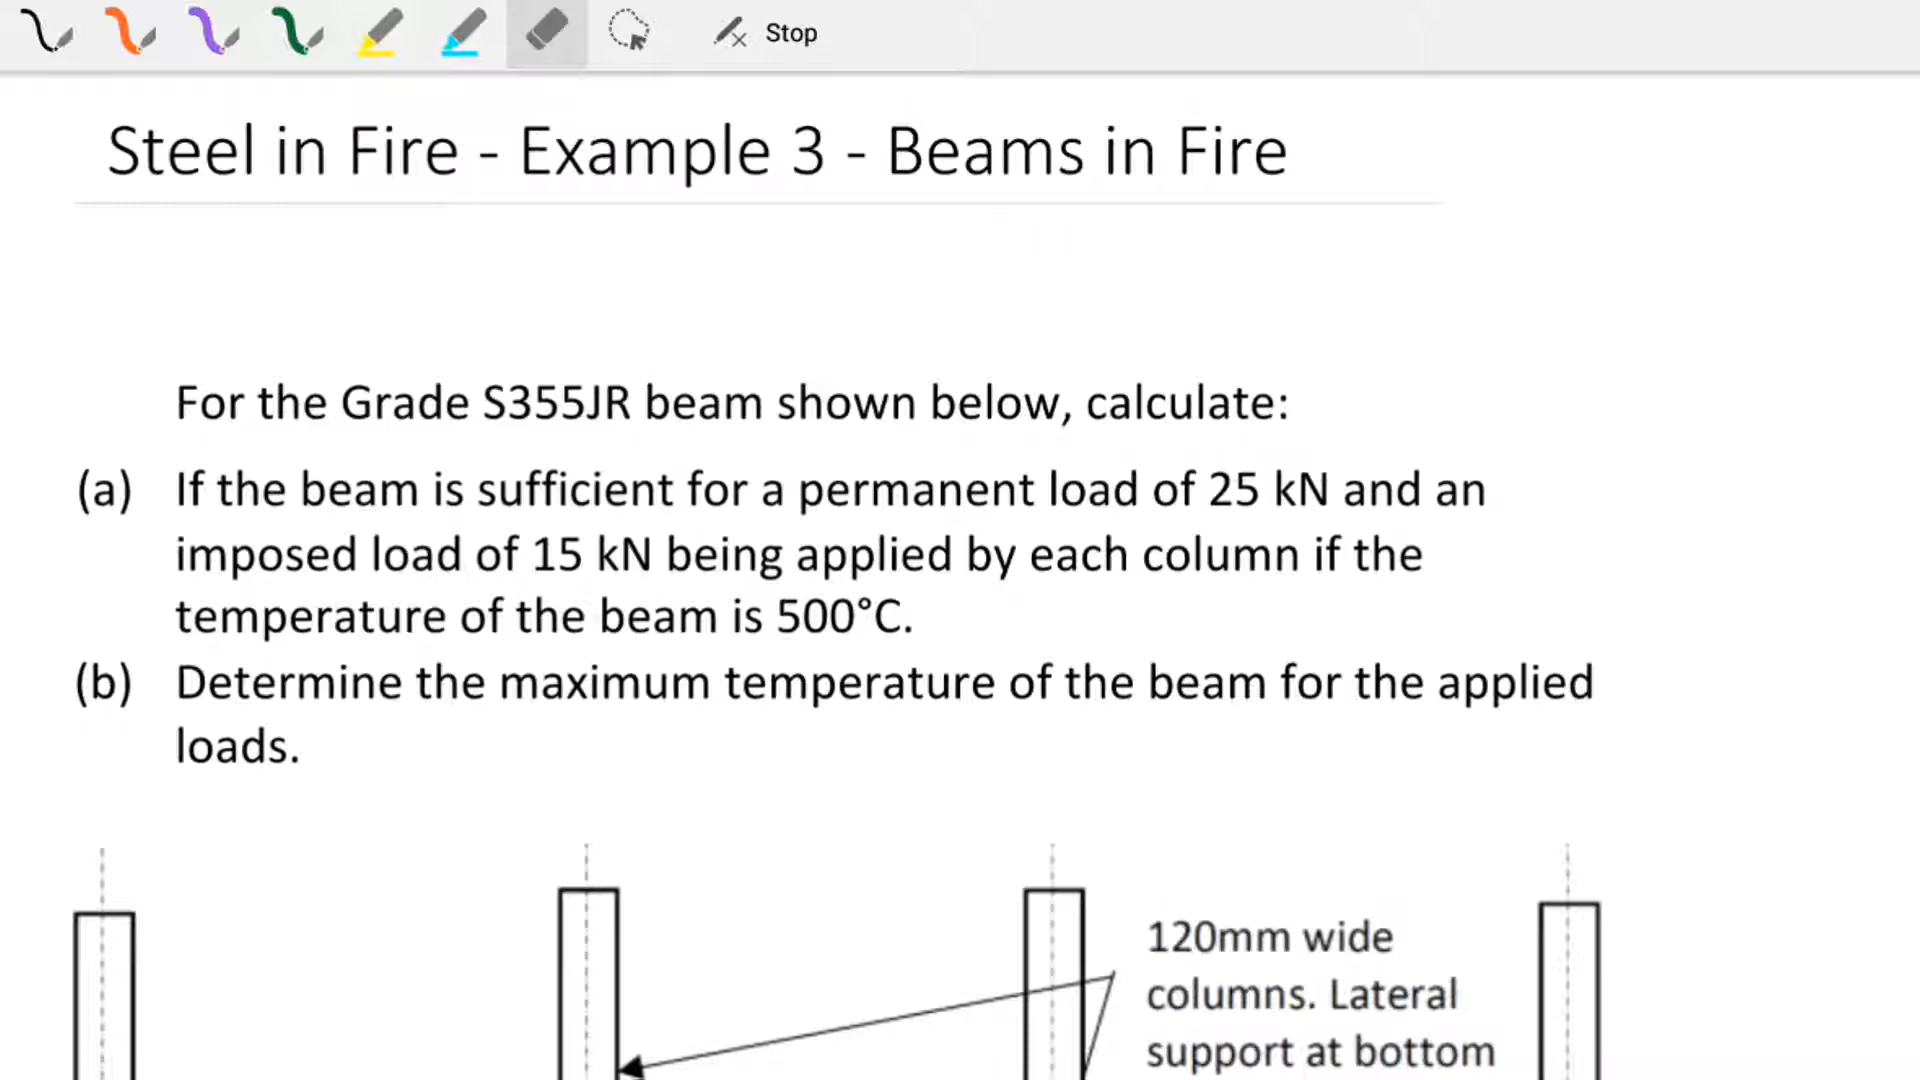 Stop
Steel in Fire - Example 3 - Beams in Fire
For the Grade S355JR beam shown below, calculate:
(a) If the beam is sufficient for a permanent load of 25 kN and an
imposed load of 15 kN being applied by each column if the
temperature of the beam is 500°C.
(b) Determine the maximum temperature of the beam for the applied
loads.
120mm wide
columns. Lateral
support at bottom